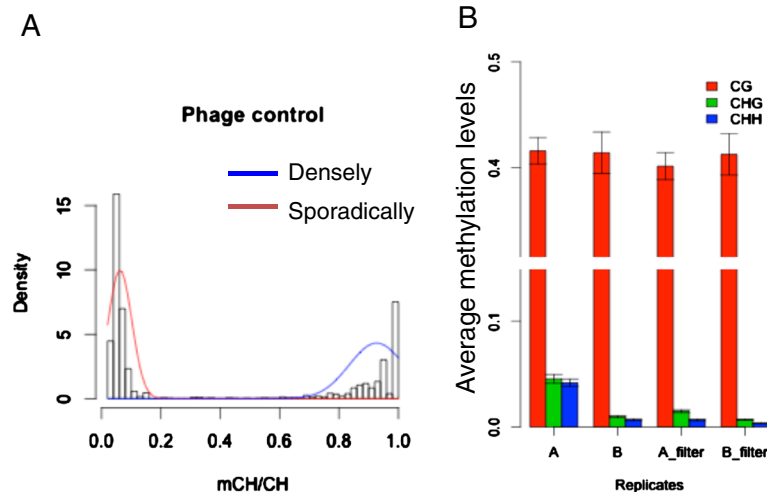 A
Phage control
Densely
Sporadically
Density
15
10
5
0
0.0 0.2 0.4 0.6 0.8 1.0
mCH/CH
B
Average methylation levels
0.5
0.4
0.1
0.0
CG
CHG
CHH
A B A_filter B_filter
Replicates